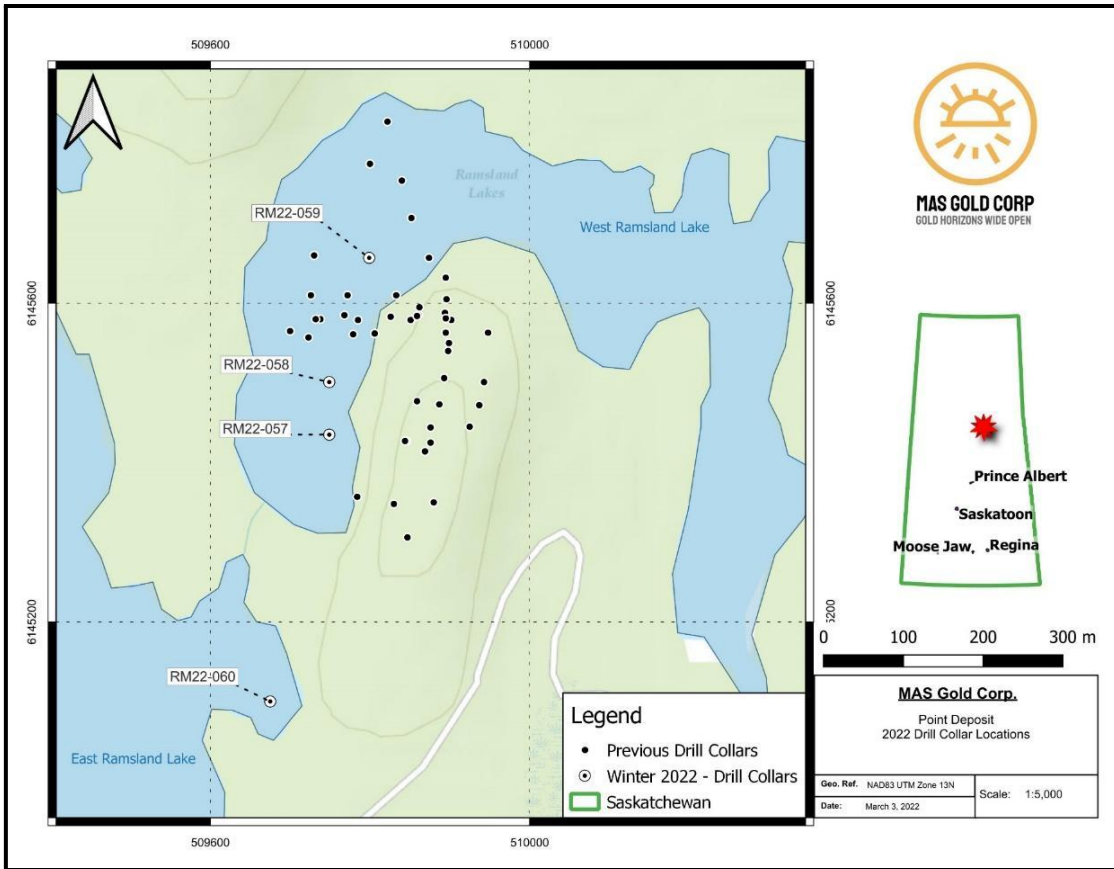 509600
510000
RM22-059
Ramsland
Lakes
West Ramsland Lake
6145600
6145600
RM22-058
RM22-057
6145200
5200
RM22-060
East Ramsland Lake
Legend
Previous Drill Collars
Winter 2022 - Drill Collars
Saskatchewan
509600
510000
MAS GOLD CORP
GOLD HORIZONS WIDE OPEN
Prince Albert
Saskatoon
Moose Jaw
Regina
0 100 200 300 m
MAS Gold Corp.
Point Deposit
2022 Drill Collar Locations
Geo. Ref. NAD83 UTM Zone 13N
Scale: 1:5,000
Date: March 3, 2022